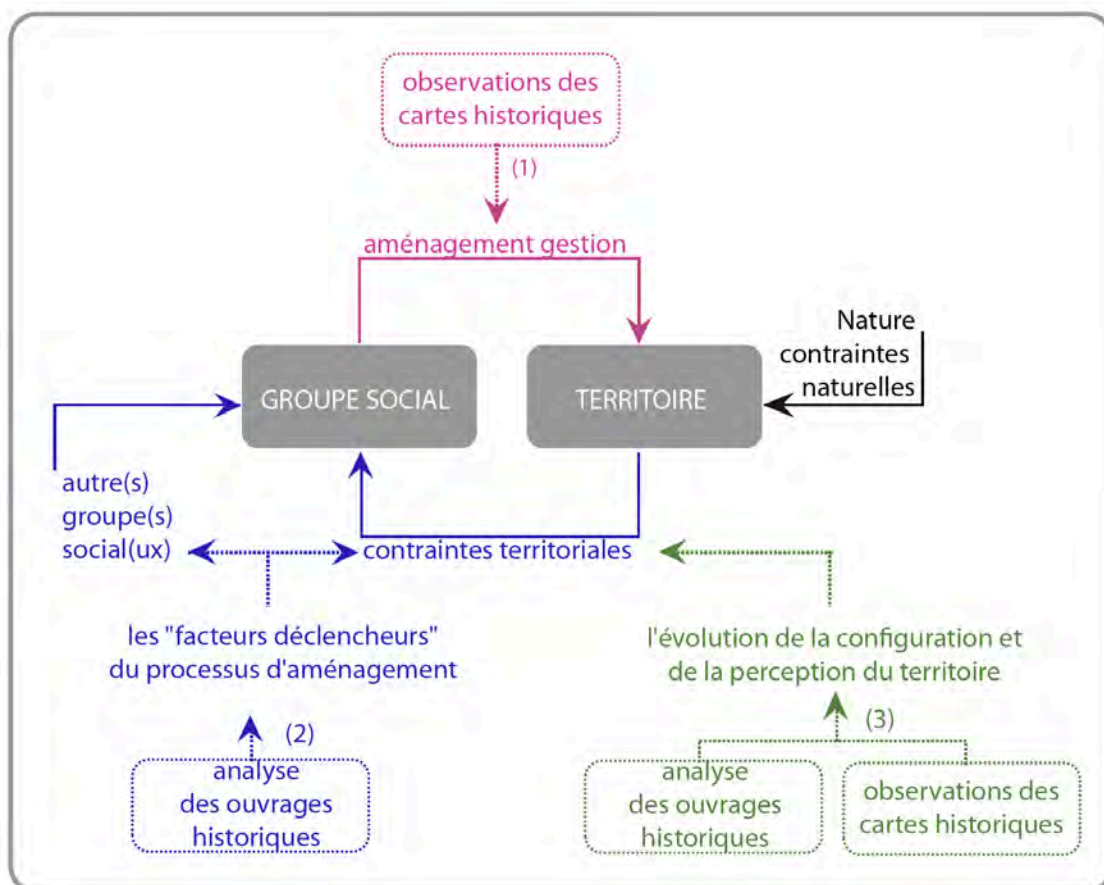 observations des
cartes historiques
(1)
aménagement gestion
Nature
contraintes
naturelles
GROUPE SOCIAL
TERRITOIRE
autre(s)
groupe(s)
social(ux)
contraintes territoriales
les "facteurs déclencheurs"
du processus d'aménagement
l'évolution de la configuration et
de la perception du territoire
(2)
(3)
analyse
des ouvrages
historiques
analyse
des ouvrages
historiques
observations des
cartes historiques